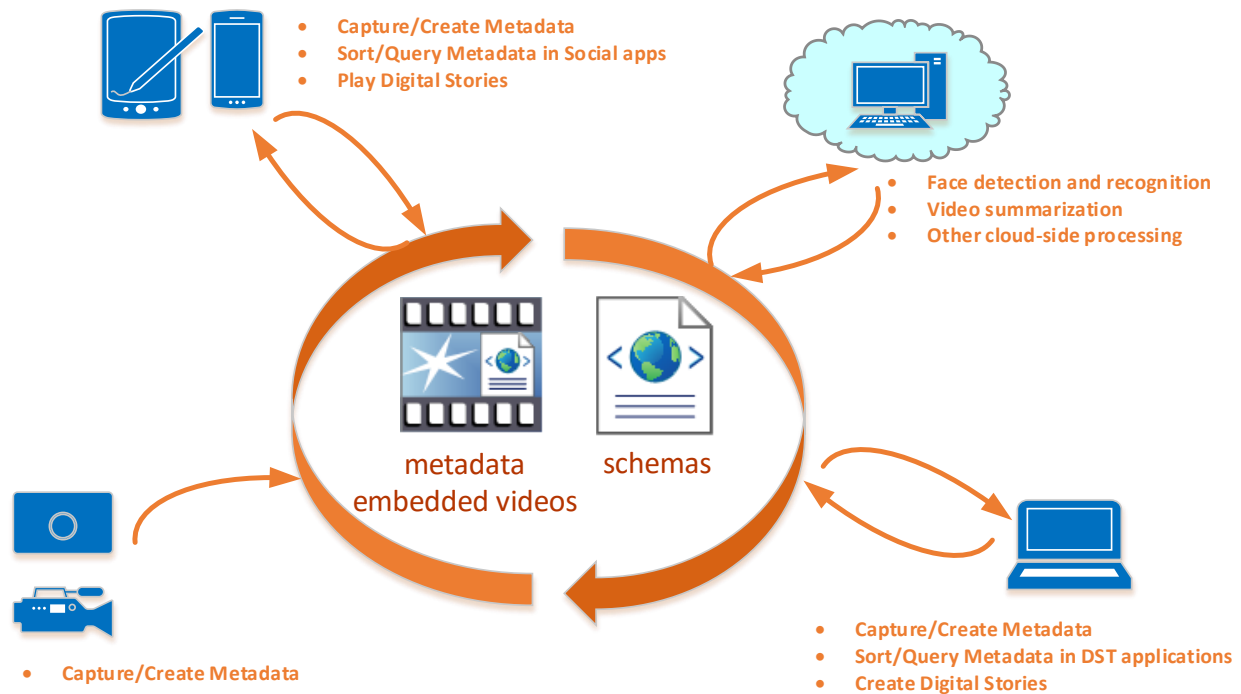 • Capture/Create Metadata
• Sort/Query Metadata in Social apps
• Play Digital Stories
• Face detection and recognition
• Video summarization
• Other cloud-side processing
metadata
embedded videos
schemas
• Capture/Create Metadata
• Capture/Create Metadata
• Sort/Query Metadata in DST applications
• Create Digital Stories